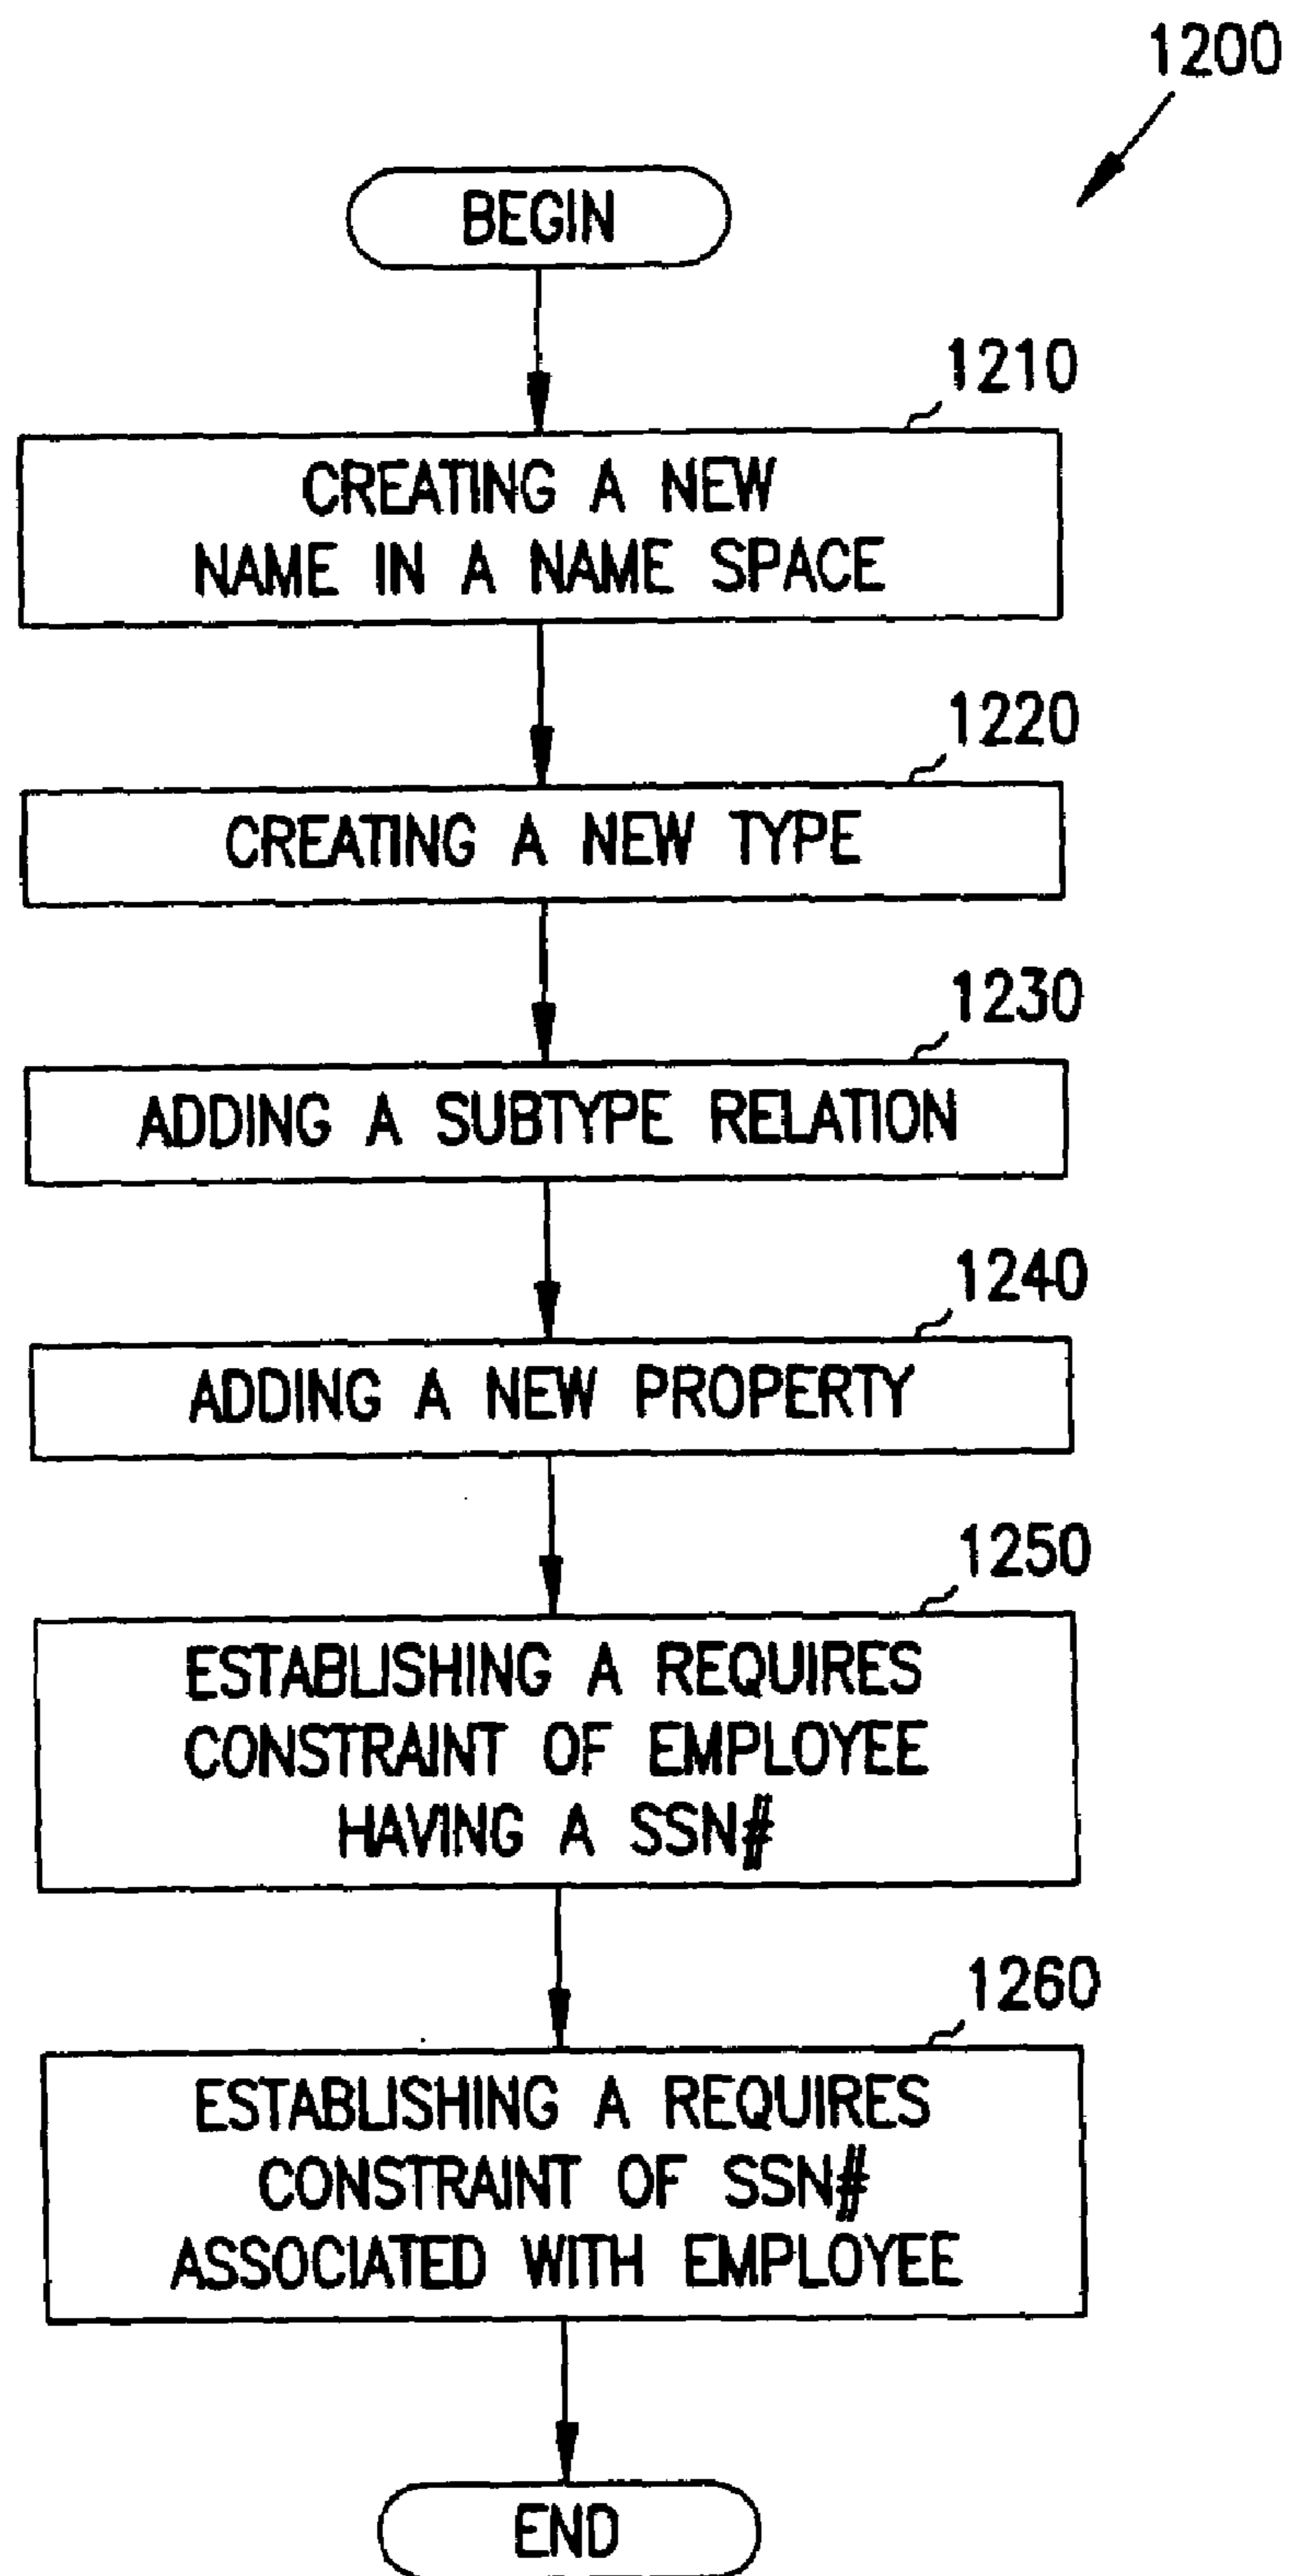 1200
BEGIN
1210
CREATING A NEW
NAME IN A NAME SPACE
1220
CREATING A NEW TYPE
1230
ADDING A SUBTYPE RELATION
1240
ADDING A NEW PROPERTY
1250
ESTABLISHING A REQUIRES
CONSTRAINT OF EMPLOYEE
HAVING A SSN#
1260
ESTABLISHING A REQUIRES
CONSTRAINT OF SSN#
ASSOCIATED WITH EMPLOYEE
END